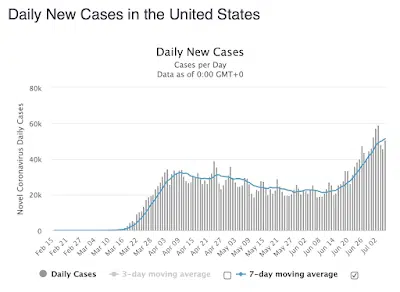 Daily New Cases in the United States
Daily New Cases
Cases per Day
Data as of 0:00 GMT+0
Novel Coronavirus Daily Cases
80k
60k
40k
20k
0
Feb 15
Feb 21
Feb 27
Mar 04
Mar 10
Mar 16
Mar 22
Mar 28
Apr 03
Apr 09
Apr 15
Apr 21
Apr 27
May 03
May 09
May 15
May 21
May 27
Jun 02
Jun 08
Jun 14
Jun 20
Jun 26
Jul 02
Daily Cases
3-day moving average
7-day moving average